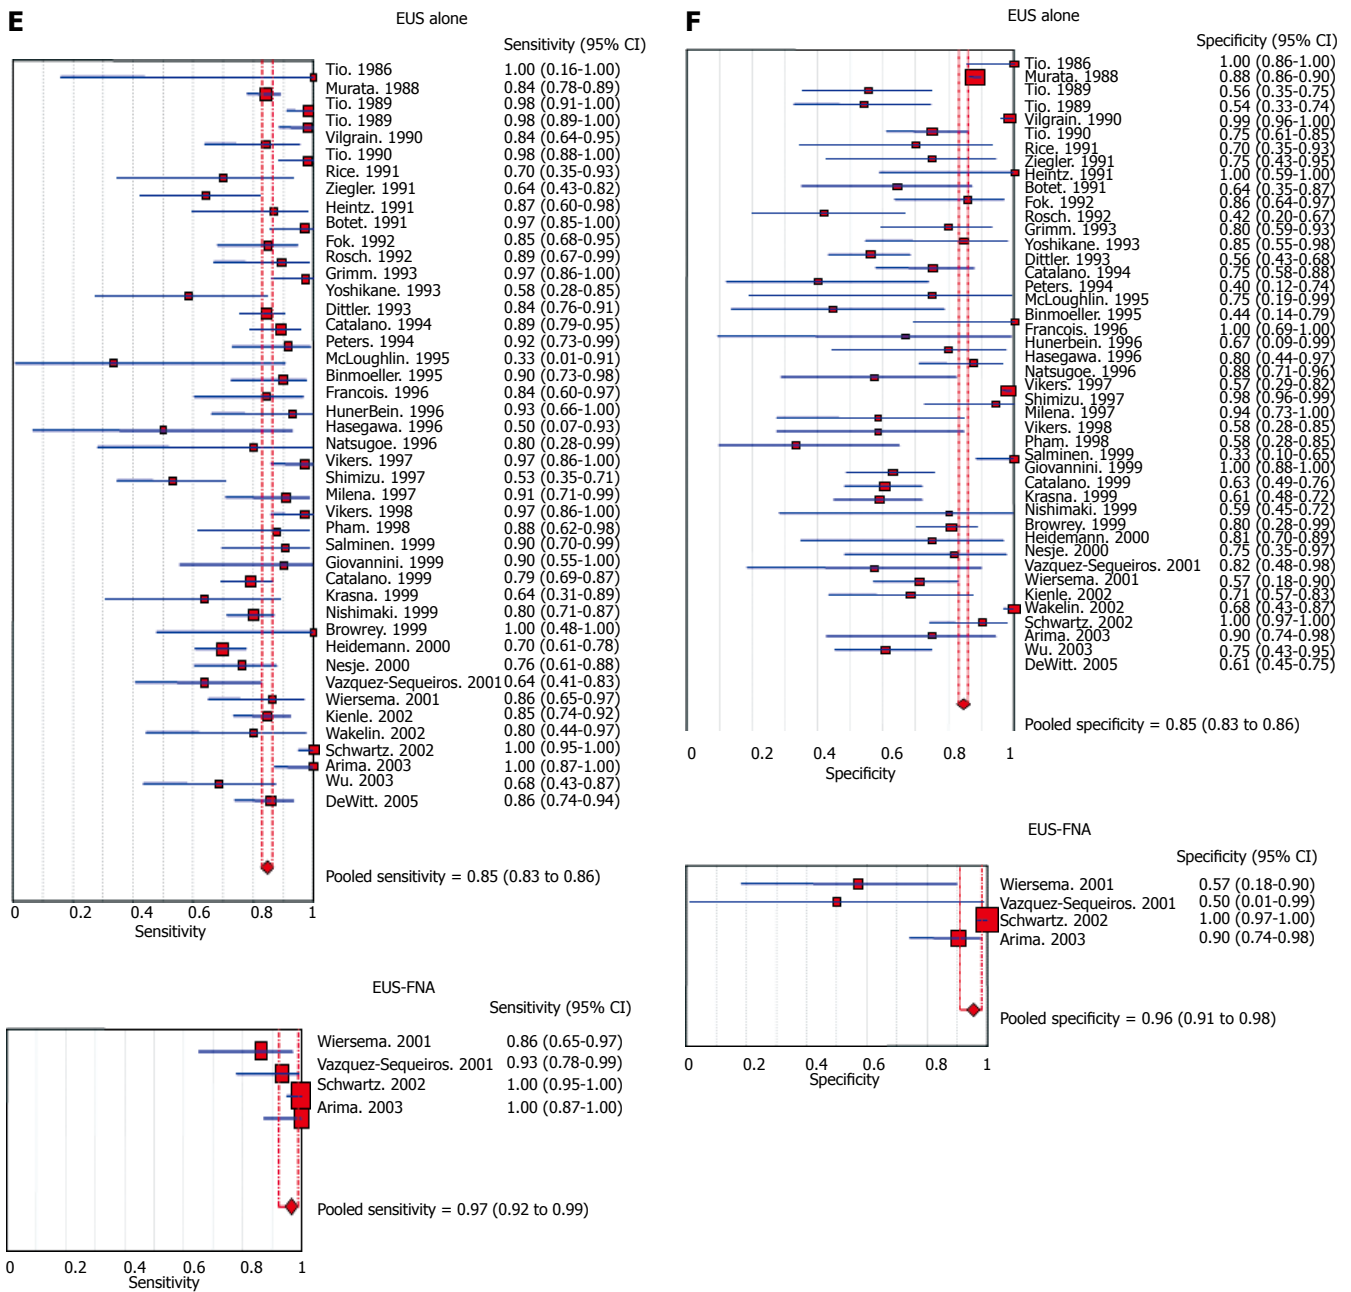 E
EUS alone
Sensitivity (95% CI)
Tio. 1986 1.00 (0.16-1.00)
Murata. 1988 0.84 (0.78-0.89)
Tio. 1989 0.98 (0.91-1.00)
Tio. 1989 0.98 (0.89-1.00)
Vilgrain. 1990 0.84 (0.64-0.95)
Tio. 1990 0.98 (0.88-1.00)
Rice. 1991 0.70 (0.35-0.93)
Ziegler. 1991 0.64 (0.43-0.82)
Heintz. 1991 0.87 (0.60-0.98)
Botet. 1991 0.97 (0.85-1.00)
Fok. 1992 0.85 (0.68-0.95)
Rosch. 1992 0.89 (0.67-0.99)
Grimm. 1993 0.97 (0.86-1.00)
Yoshikane. 1993 0.58 (0.28-0.85)
Dittler. 1993 0.84 (0.76-0.91)
Catalano. 1994 0.89 (0.79-0.95)
Peters. 1994 0.92 (0.73-0.99)
McLoughlin. 1995 0.33 (0.01-0.91)
Binmoeller. 1995 0.90 (0.73-0.98)
Francois. 1996 0.84 (0.60-0.97)
HunerBein. 1996 0.93 (0.66-1.00)
Hasegawa. 1996 0.50 (0.07-0.93)
Natsugoe. 1996 0.80 (0.28-0.99)
Vikers. 1997 0.97 (0.86-1.00)
Shimizu. 1997 0.53 (0.35-0.71)
Milena. 1997 0.91 (0.71-0.99)
Vikers. 1998 0.97 (0.86-1.00)
Pham. 1998 0.88 (0.62-0.98)
Salminen. 1999 0.90 (0.70-0.99)
Giovannini. 1999 0.90 (0.55-1.00)
Catalano. 1999 0.79 (0.69-0.87)
Krasna. 1999 0.64 (0.31-0.89)
Nishimaki. 1999 0.80 (0.71-0.87)
Browrey. 1999 1.00 (0.48-1.00)
Heidemann. 2000 0.70 (0.61-0.78)
Nesje. 2000 0.76 (0.61-0.88)
Vazquez-Sequeiros. 2001 0.64 (0.41-0.83)
Wiersema. 2001 0.86 (0.65-0.97)
Kienle. 2002 0.85 (0.74-0.92)
Wakelin. 2002 0.80 (0.44-0.97)
Schwartz. 2002 1.00 (0.95-1.00)
Arima. 2003 1.00 (0.87-1.00)
Wu. 2003 0.68 (0.43-0.87)
DeWitt. 2005 0.86 (0.74-0.94)
Pooled sensitivity = 0.85 (0.83 to 0.86)
0 0.2 0.4 0.6 0.8 1
Sensitivity
EUS-FNA
Sensitivity (95% CI)
Wiersema. 2001 0.86 (0.65-0.97)
Vazquez-Sequeiros. 2001 0.93 (0.78-0.99)
Schwartz. 2002 1.00 (0.95-1.00)
Arima. 2003 1.00 (0.87-1.00)
Pooled sensitivity = 0.97 (0.92 to 0.99)
0 0.2 0.4 0.6 0.8 1
Sensitivity
F
EUS alone
Specificity (95% CI)
Tio. 1986 1.00 (0.86-1.00)
Murata. 1988 0.88 (0.86-0.90)
Tio. 1989 0.56 (0.35-0.75)
Tio. 1989 0.54 (0.33-0.74)
Vilgrain. 1990 0.99 (0.96-1.00)
Tio. 1990 0.75 (0.61-0.85)
Rice. 1991 0.70 (0.35-0.93)
Ziegler. 1991 0.75 (0.43-0.95)
Heintz. 1991 1.00 (0.59-1.00)
Botet. 1991 0.64 (0.35-0.87)
Fok. 1992 0.86 (0.64-0.97)
Rosch. 1992 0.42 (0.20-0.67)
Grimm. 1993 0.80 (0.59-0.93)
Yoshikane. 1993 0.85 (0.55-0.98)
Dittler. 1993 0.56 (0.43-0.68)
Catalano. 1994 0.75 (0.58-0.88)
Peters. 1994 0.40 (0.12-0.74)
McLoughlin. 1995 0.75 (0.19-0.99)
Binmoeller. 1995 0.44 (0.14-0.79)
Francois. 1996 1.00 (0.69-1.00)
Hunerbein. 1996 0.67 (0.09-0.99)
Hasegawa. 1996 0.80 (0.44-0.97)
Natsugoe. 1996 0.88 (0.71-0.96)
Vikers. 1997 0.57 (0.29-0.82)
Shimizu. 1997 0.98 (0.96-0.99)
Milena. 1997 0.94 (0.73-1.00)
Vikers. 1998 0.58 (0.28-0.85)
Pham. 1998 0.58 (0.28-0.85)
Salminen. 1999 0.33 (0.10-0.65)
Giovannini. 1999 1.00 (0.88-1.00)
Catalano. 1999 0.63 (0.49-0.76)
Krasna. 1999 0.61 (0.48-0.72)
Nishimaki. 1999 0.59 (0.45-0.72)
Browrey. 1999 0.80 (0.28-0.99)
Heidemann. 2000 0.81 (0.70-0.89)
Nesje. 2000 0.75 (0.35-0.97)
Vazquez-Sequeiros. 2001 0.82 (0.48-0.98)
Wiersema. 2001 0.57 (0.18-0.90)
Kienle. 2002 0.71 (0.57-0.83)
Wakelin. 2002 0.68 (0.43-0.87)
Schwartz. 2002 1.00 (0.97-1.00)
Arima. 2003 0.90 (0.74-0.98)
Wu. 2003 0.75 (0.43-0.95)
DeWitt. 2005 0.61 (0.45-0.75)
Pooled specificity = 0.85 (0.83 to 0.86)
0 0.2 0.4 0.6 0.8 1
Specificity
EUS-FNA
Specificity (95% CI)
Wiersema. 2001 0.57 (0.18-0.90)
Vazquez-Sequeiros. 2001 0.50 (0.01-0.99)
Schwartz. 2002 1.00 (0.97-1.00)
Arima. 2003 0.90 (0.74-0.98)
Pooled specificity = 0.96 (0.91 to 0.98)
0 0.2 0.4 0.6 0.8 1
Specificity